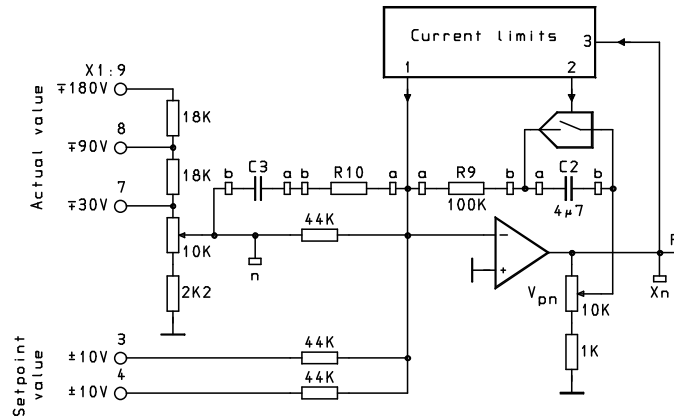 Current limits
3
1
2
X1:9
∓180V
18K
8
∓90V
18K
7
∓30V
10K
2K2
Actual value
b
C3
a
b
R10
a
a
R9
b
a
C2
b
100K
4µ7
44K
n
−
+
Vpn
10K
Xn
1K
3
±10V
44K
4
±10V
44K
Setpoint
value